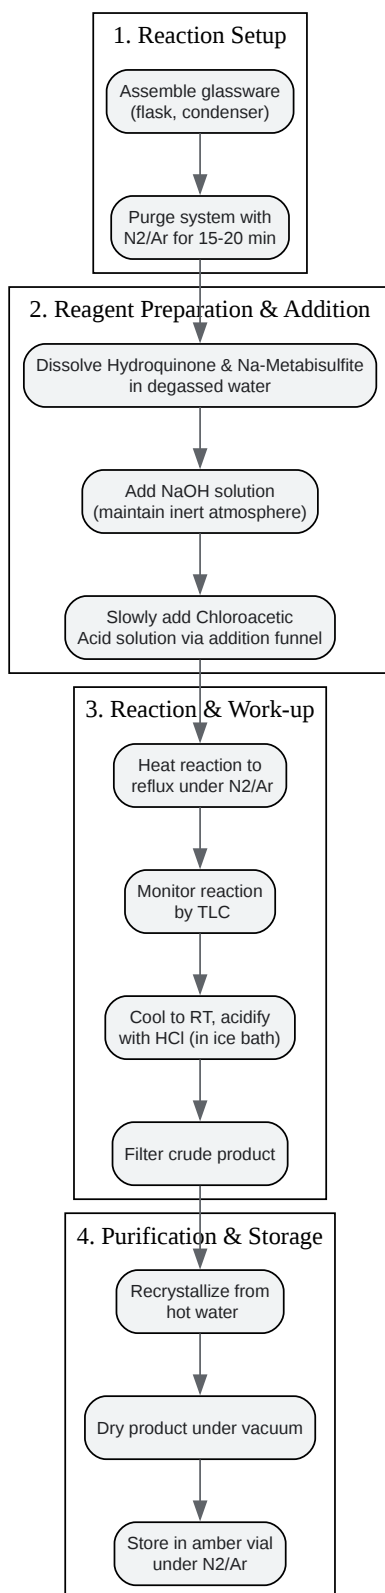 1. Reaction Setup
Assemble glassware
(flask, condenser)
Purge system with
N2/Ar for 15-20 min
2. Reagent Preparation & Addition
Dissolve Hydroquinone & Na-Metabisulfite
in degassed water
Add NaOH solution
(maintain inert atmosphere)
Slowly add Chloroacetic
Acid solution via addition funnel
3. Reaction & Work-up
Heat reaction to
reflux under N2/Ar
Monitor reaction
by TLC
Cool to RT, acidify
with HCl (in ice bath)
Filter crude product
4. Purification & Storage
Recrystallize from
hot water
Dry product under vacuum
Store in amber vial
under N2/Ar